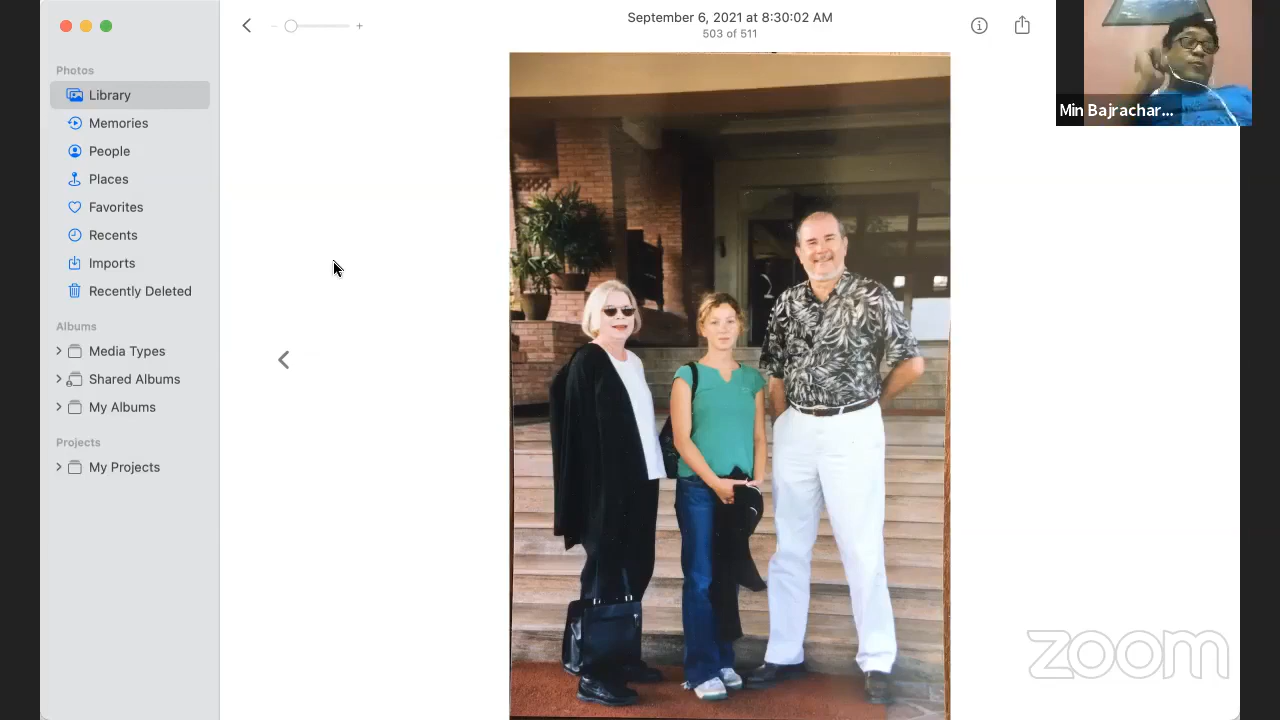 September 6, 2021 at 8:30:02 AM
503 of 511
Photos
Library
Memories
People
Places
Favorites
Recents
Imports
Recently Deleted
Albums
Media Types
Shared Albums
My Albums
Projects
My Projects
Min Bajrachar...
zoom